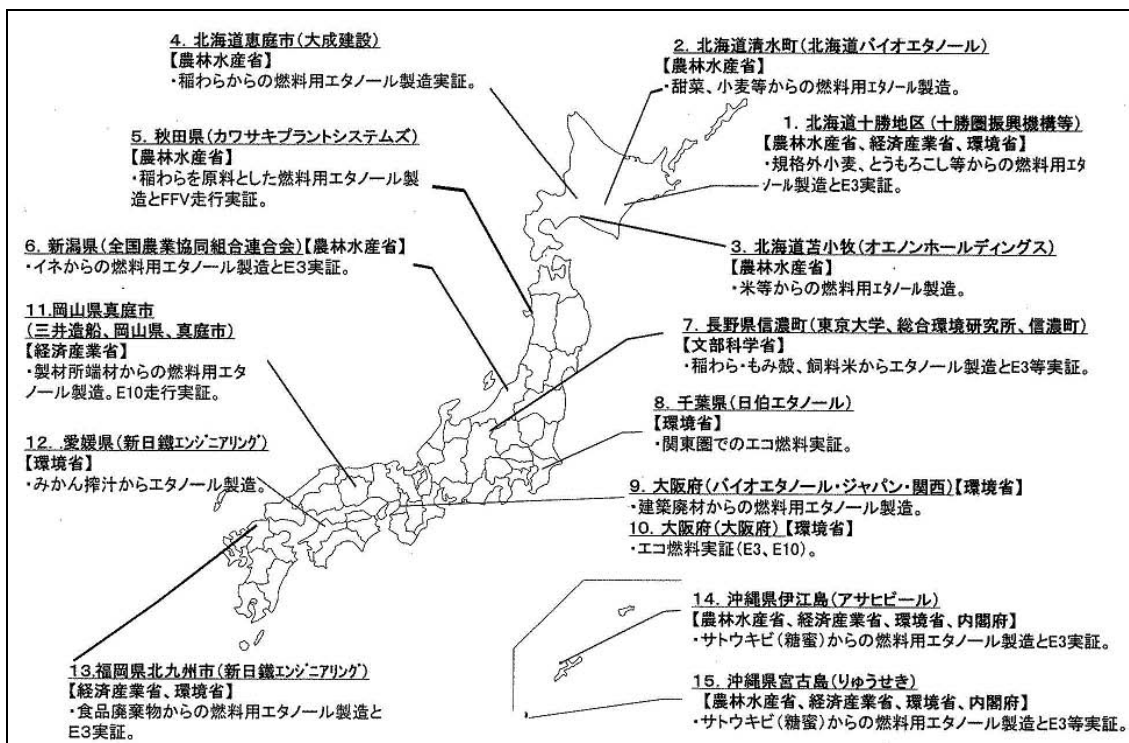 4. 北海道恵庭市(大成建設)
【農林水産省】
・稲わらからの燃料用エタノール製造実証。
2. 北海道清水町(北海道バイオエタノール)
【農林水産省】
・甜菜、小麦等からの燃料用ｴﾀﾉｰﾙ製造。
1. 北海道十勝地区(十勝圏振興機構等)
【農林水産省、経済産業省、環境省】
・規格外小麦、とうもろこし等からの燃料用ｴﾀ
ﾉｰﾙ製造とE3実証。
5. 秋田県(カワサキプラントシステムズ)
【農林水産省】
・稲わらを原料とした燃料用エタノール製
造とFFV走行実証。
6. 新潟県(全国農業協同組合連合会)【農林水産省】
・イネからの燃料用エタノール製造とE3実証。
3. 北海道苫小牧(オエノンホールディングス)
【農林水産省】
・米等からの燃料用ｴﾀﾉｰﾙ製造。
11.岡山県真庭市
(三井造船、岡山県、真庭市)
【経済産業省】
・製材所端材からの燃料用エタ
ノール製造。E10走行実証。
7. 長野県信濃町(東京大学、総合環境研究所、信濃町)
【文部科学省】
・稲わら・もみ殻、飼料米からエタノール製造とE3等実証。
8. 千葉県(日伯エタノール)
【環境省】
・関東圏でのエコ燃料実証。
12. .愛媛県(新日鐵ｴﾝｼﾞﾆｱﾘﾝｸﾞ)
【環境省】
・みかん搾汁からエタノール製造。
9. 大阪府(バイオエタノール・ジャパン・関西)【環境省】
・建築廃材からの燃料用エタノール製造。
10. 大阪府(大阪府)【環境省】
・エコ燃料実証(E3、E10)。
14. 沖縄県伊江島(アサヒビール)
【農林水産省、経済産業省、環境省、内閣府】
・サトウキビ(糖蜜)からの燃料用エタノール製造とE3実証。
13.福岡県北九州市(新日鐵ｴﾝｼﾞﾆｱﾘﾝｸﾞ)
【経済産業省、環境省】
・食品廃棄物からの燃料用エタノール製造と
E3実証。
15. 沖縄県宮古島(りゅうせき)
【農林水産省、経済産業省、環境省、内閣府】
・サトウキビ(糖蜜)からの燃料用エタノール製造とE3等実証。